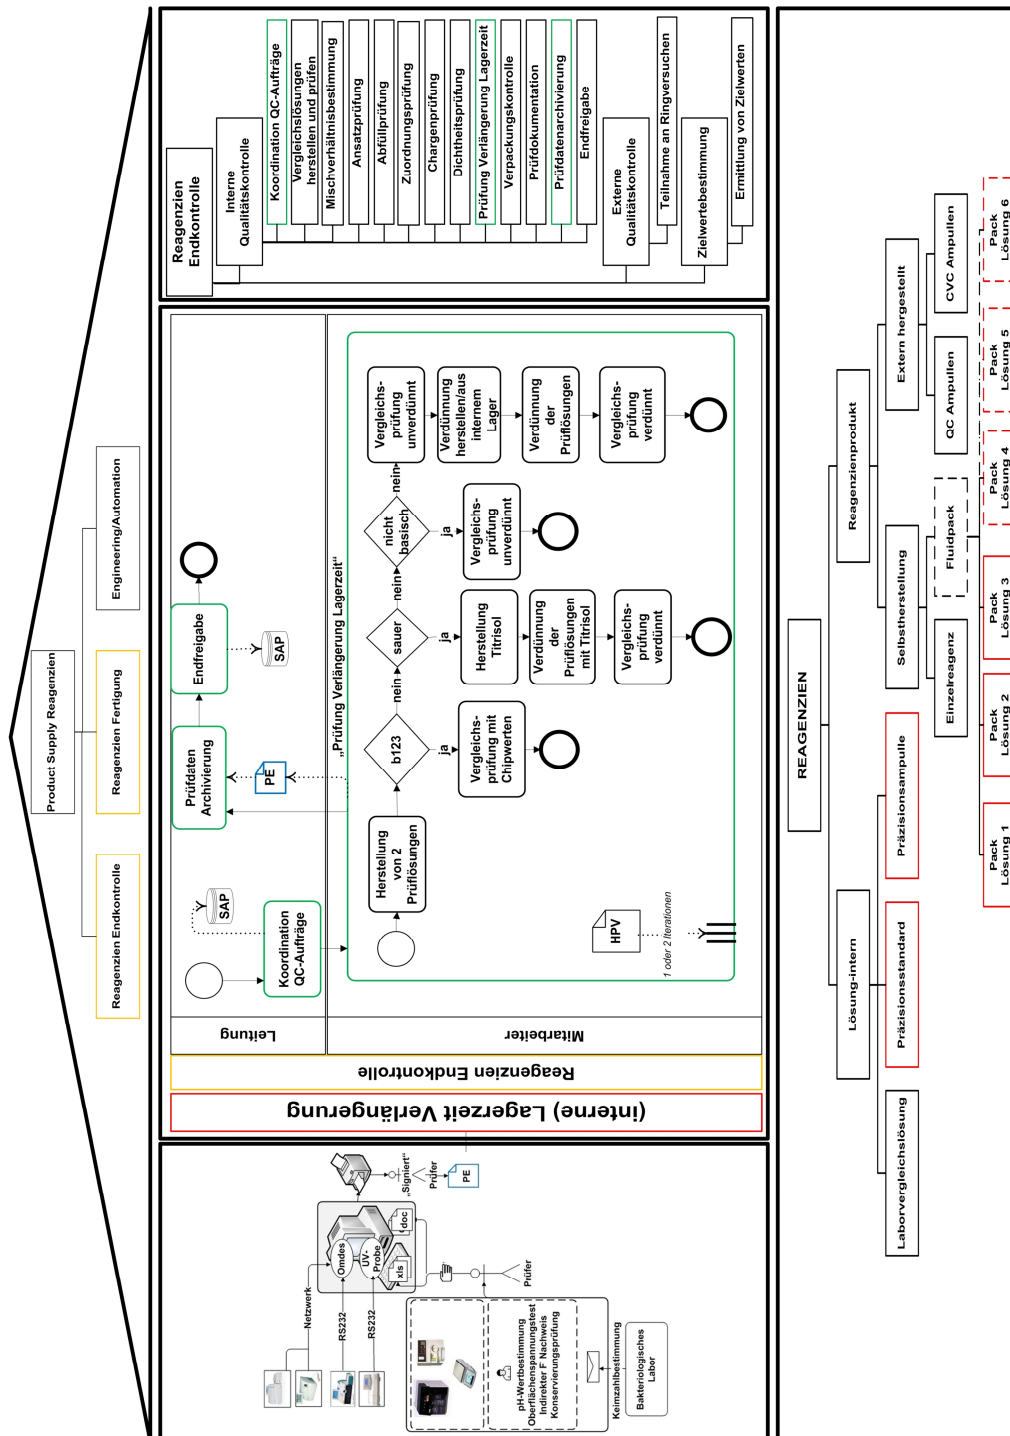 Product Supply Reagenzien
Reagenzien Endkontrolle
Reagenzien Fertigung
Engineering/Automation
Netzwerk
RS232
RS232
Omdes
UV-
Probe
xls
doc
„Signiert“
Prüfer
PE
Prüfer
pH-Wertbestimmung
Oberflächenspannungstest
Indirekter F⁻ Nachweis
Konservierungsprüfung
Keimzahlbestimmung
Bakteriologisches
Labor
(interne) Lagerzeit Verlängerung
Reagenzien Endkontrolle
Leitung
Mitarbeiter
SAP
Koordination
QC-Aufträge
Prüfdaten
Archivierung
PE
Endfreigabe
SAP
„Prüfung Verlängerung Lagerzeit“
Herstellung
von 2
Prüflösungen
b123
nein
sauer
nein
nicht
basisch
nein
ja
ja
ja
Vergleichs-
prüfung mit
Chipwerten
Herstellung
Titrisol
Verdünnung
der
Prüflösungen
mit Titrisol
Vergleichs-
prüfung
verdünnt
Vergleichs-
prüfung
unverdünnt
Vergleichs-
prüfung
unverdünnt
Verdünnung
herstellen/aus
internem
Lager
Verdünnung
der
Prüflösungen
Vergleichs-
prüfung
verdünnt
HPV
1 oder 2 Iterationen
Reagenzien
Endkontrolle
Interne
Qualitätskontrolle
Koordination QC-Aufträge
Vergleichslösungen
herstellen und prüfen
Mischverhältnisbestimmung
Ansatzprüfung
Abfüllprüfung
Zuordnungsprüfung
Chargenprüfung
Dichtheitsprüfung
Prüfung Verlängerung Lagerzeit
Verpackungskontrolle
Prüfdokumentation
Prüfdatenarchivierung
Endfreigabe
Externe
Qualitätskontrolle
Teilnahme an Ringversuchen
Zielwertebestimmung
Ermittlung von Zielwerten
REAGENZIEN
Lösung-intern
Reagenzienprodukt
Laborvergleichslösung
Präzisionsstandard
Präzisionsampulle
Selbstherstellung
Extern hergestellt
Einzelreagenz
Fluidpack
QC Ampullen
CVC Ampullen
Pack
Lösung 1
Pack
Lösung 2
Pack
Lösung 3
Pack
Lösung 4
Pack
Lösung 5
Pack
Lösung 6